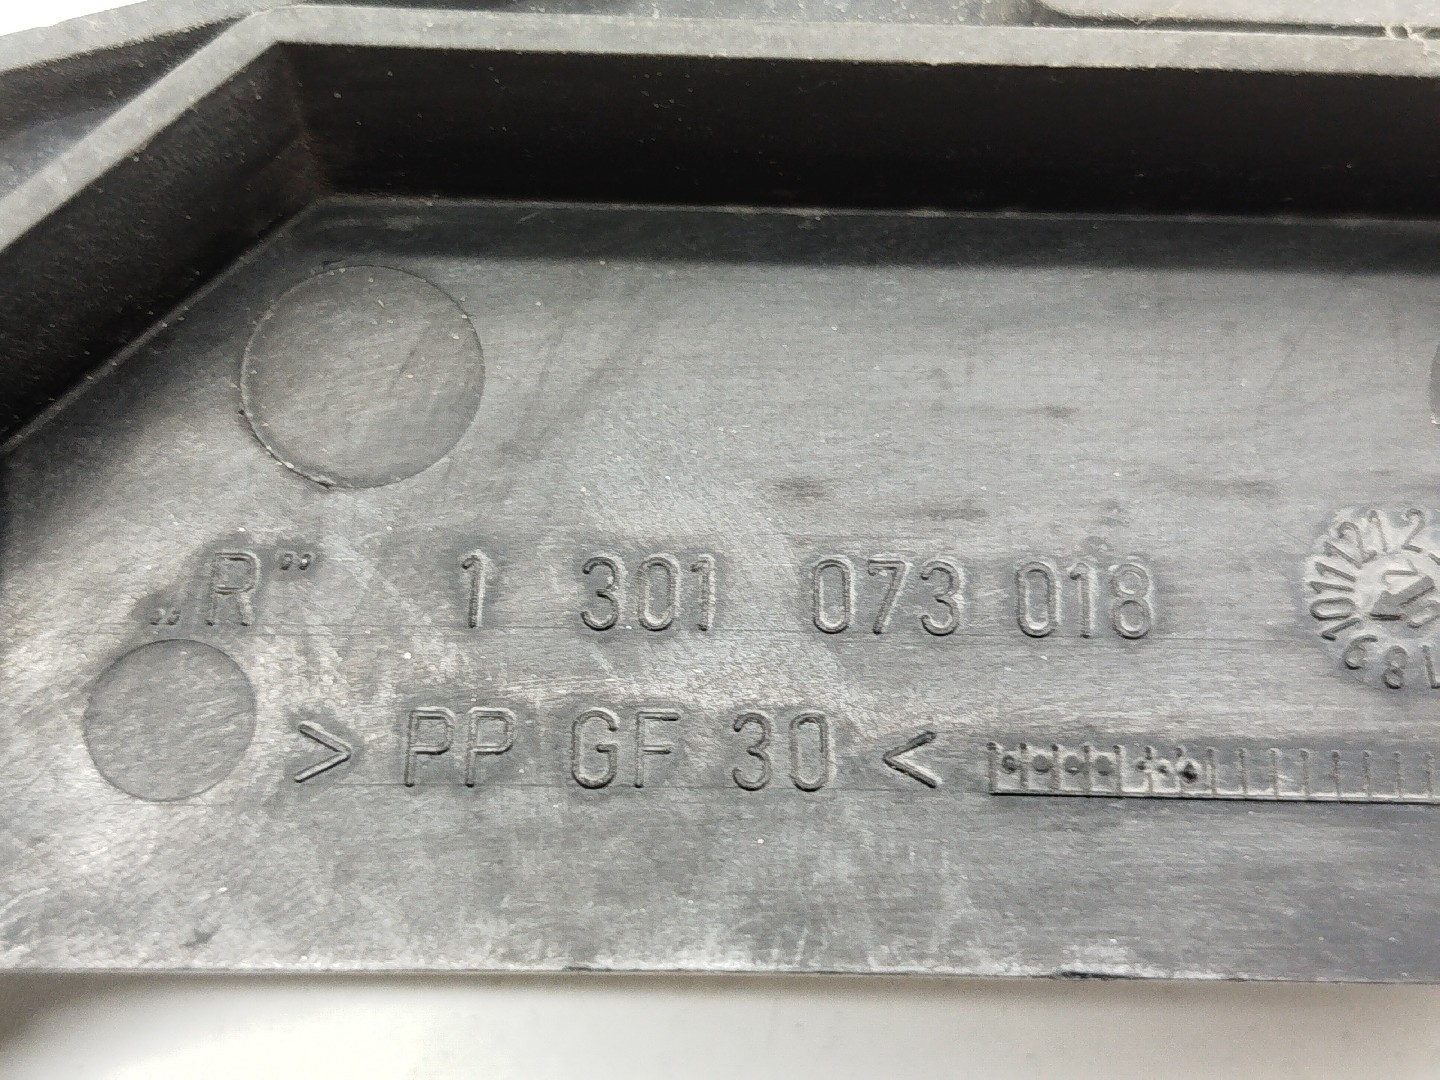 „R” 1 301 073 018
> PP GF 30 <